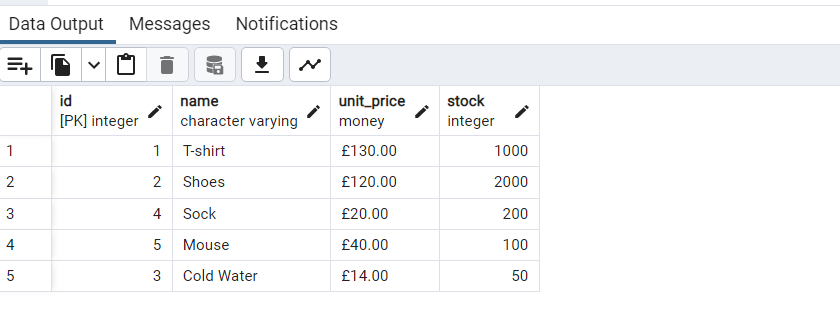 Data Output Messages Notifications
id name unit_price stock
[PK] integer character varying money integer
1 1 T-shirt £130.00 1000
2 2 Shoes £120.00 2000
3 4 Sock £20.00 200
4 5 Mouse £40.00 100
5 3 Cold Water £14.00 50